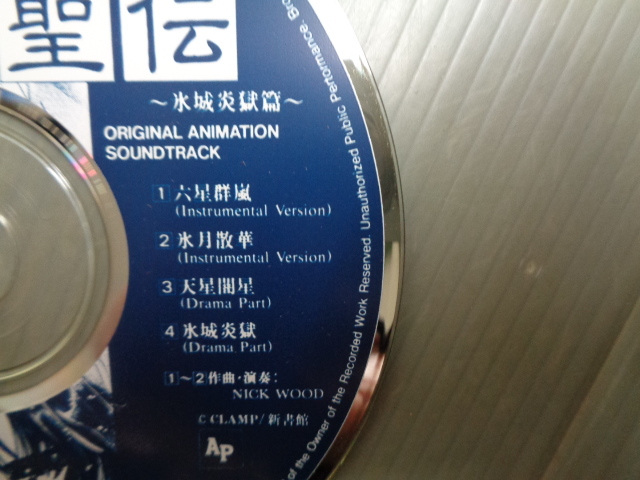 聖伝
～氷城炎獄篇～
ORIGINAL ANIMATION
SOUNDTRACK
1 六星群嵐
(Instrumental Version)
2 氷月散華
(Instrumental Version)
3 天星開星
(Drama Part)
4 氷城炎獄
(Drama Part)
1～2作曲・演奏:
NICK WOOD
© CLAMP/新書館
AP
of the Owner of the Recorded Work Reserved. Unauthorized Public Performance. Bro